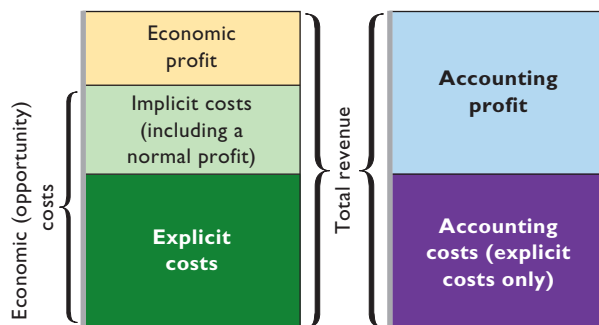 Economic
profit
Implicit costs
(including a
normal profit)
Explicit
costs
Economic (opportunity)
costs
Total revenue
Accounting
profit
Accounting
costs (explicit
costs only)